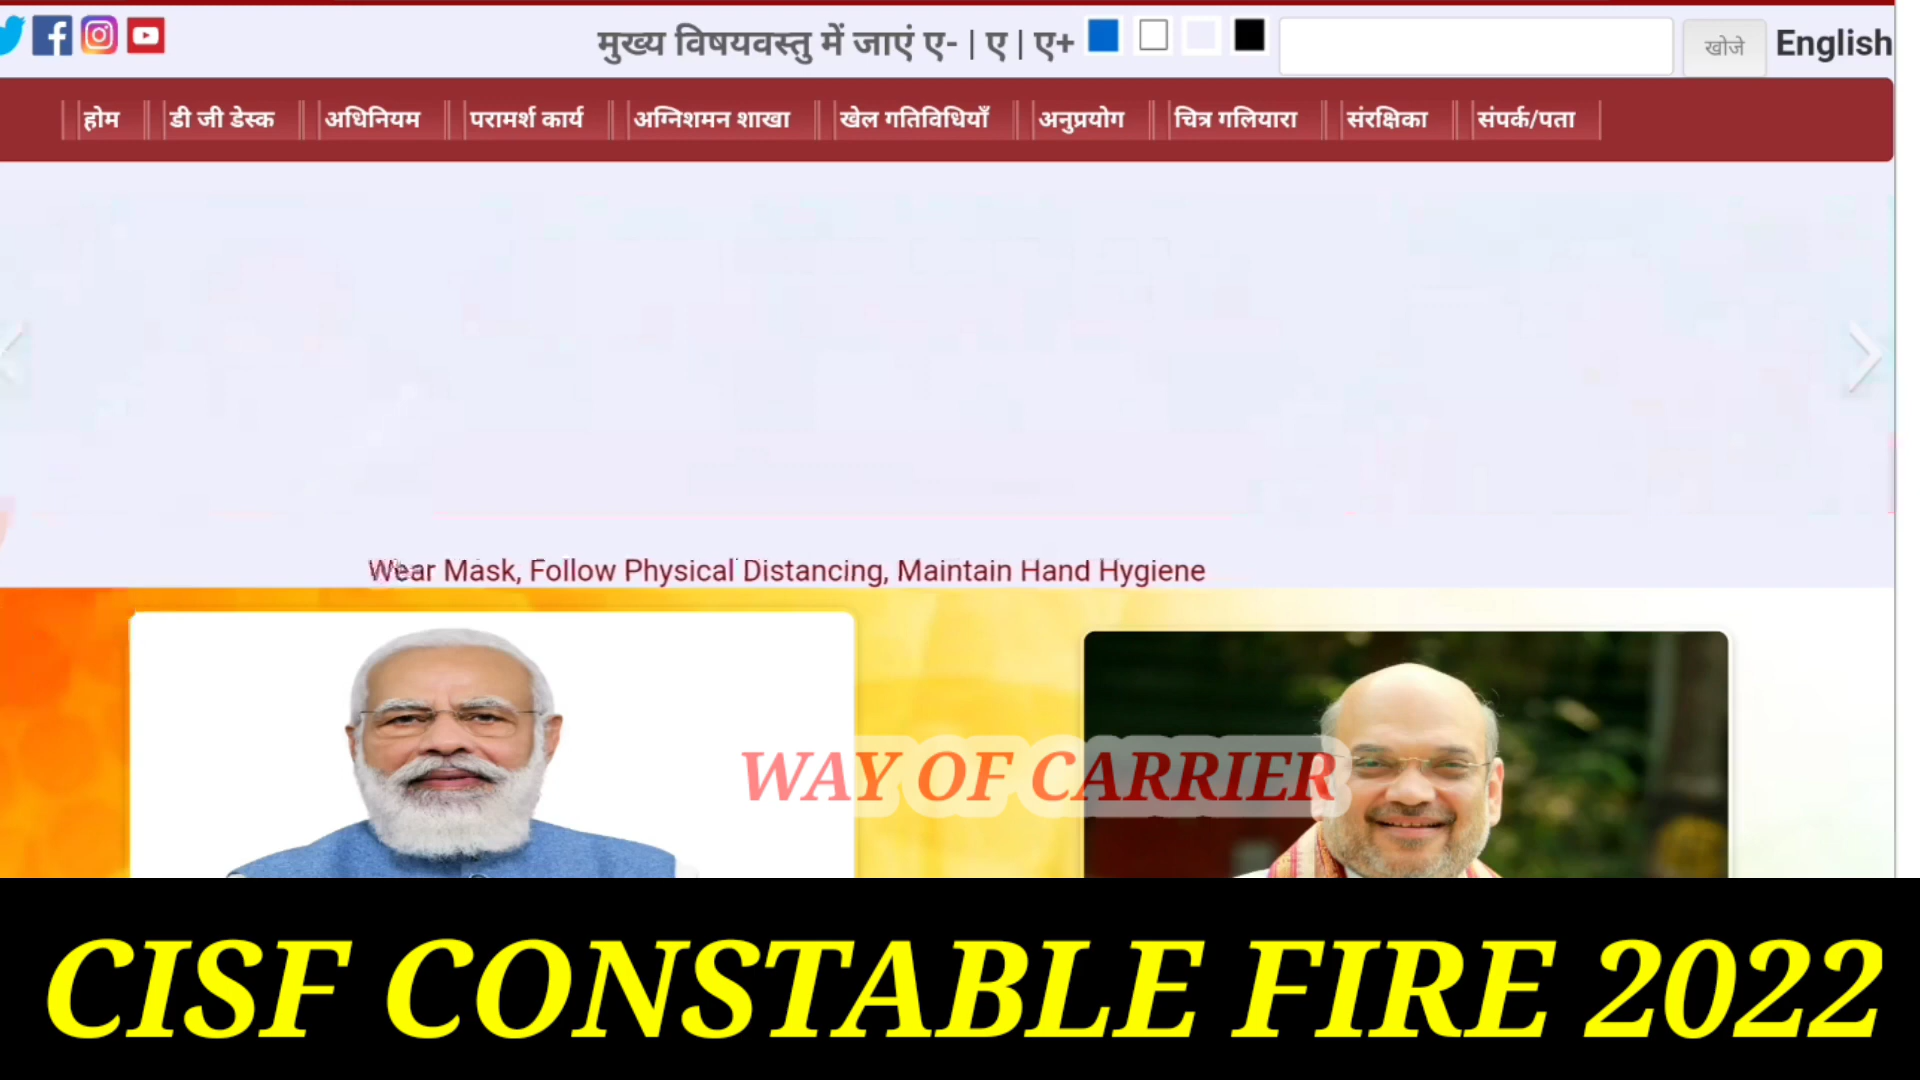 मुख्य विषयवस्तु में जाएं ए- | ए | ए+ खोजे English
होम डी जी डेस्क अधिनियम परामर्श कार्य अग्निशमन शाखा खेल गतिविधियाँ अनुप्रयोग चित्र गलियारा संरक्षिका संपर्क/पता
Wear Mask, Follow Physical Distancing, Maintain Hand Hygiene
WAY OF CARRIER
CISF CONSTABLE FIRE 2022